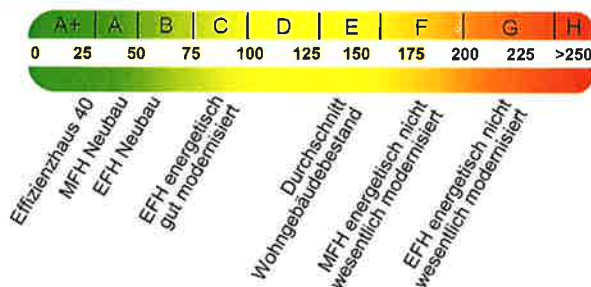 A+ A B C D E F G H
0 25 50 75 100 125 150 175 200 225 >250
Effizienzhaus 40
MFH Neubau
EFH Neubau
EFH energetisch
gut modernisiert
Durchschnitt
Wohngebäudebestand
MFH energetisch nicht
wesentlich modernisiert
EFH energetisch nicht
wesentlich modernisiert